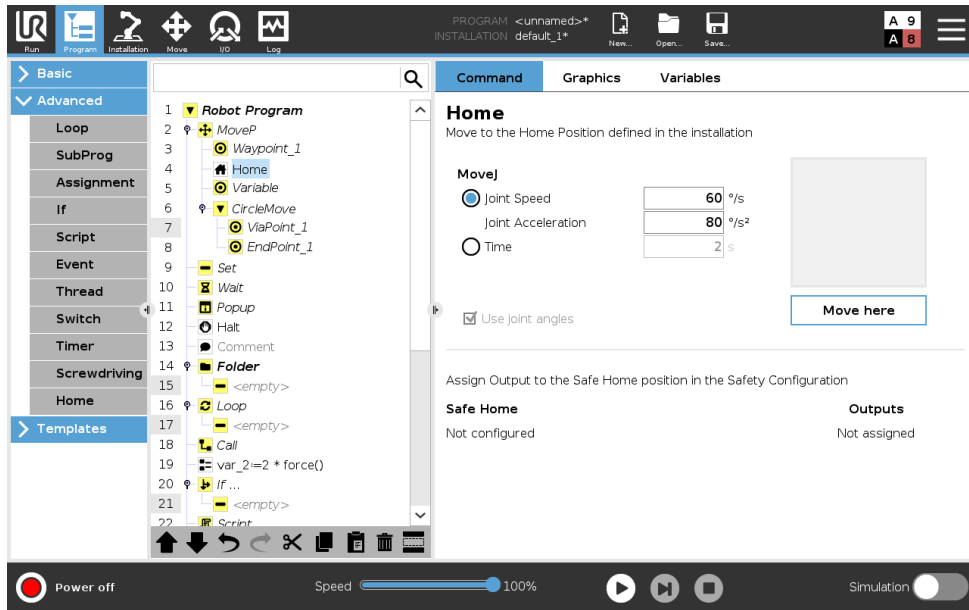 UR
Run
Program
Installation
Move
I/O
Log
PROGRAM <unnamed>*
INSTALLATION default_1*
New...
Open...
Save...
A 9
A 8
Basic
Advanced
Loop
SubProg
Assignment
If
Script
Event
Thread
Switch
Timer
Screwdriving
Home
Templates
1 Robot Program
2 MoveP
3 Waypoint_1
4 Home
5 Variable
6 CircleMove
7 ViaPoint_1
8 EndPoint_1
9 Set
10 Wait
11 Popup
12 Halt
13 Comment
14 Folder
15 <empty>
16 Loop
17 <empty>
18 Call
19 var_2:=2 * force()
20 If ...
21 <empty>
22 Script
Command Graphics Variables
Home
Move to the Home Position defined in the installation
MoveJ
Joint Speed 60 °/s
Joint Acceleration 80 °/s²
Time 2 s
Use joint angles
Move here
Assign Output to the Safe Home position in the Safety Configuration
Safe Home Outputs
Not configured Not assigned
Power off
Speed 100%
Simulation